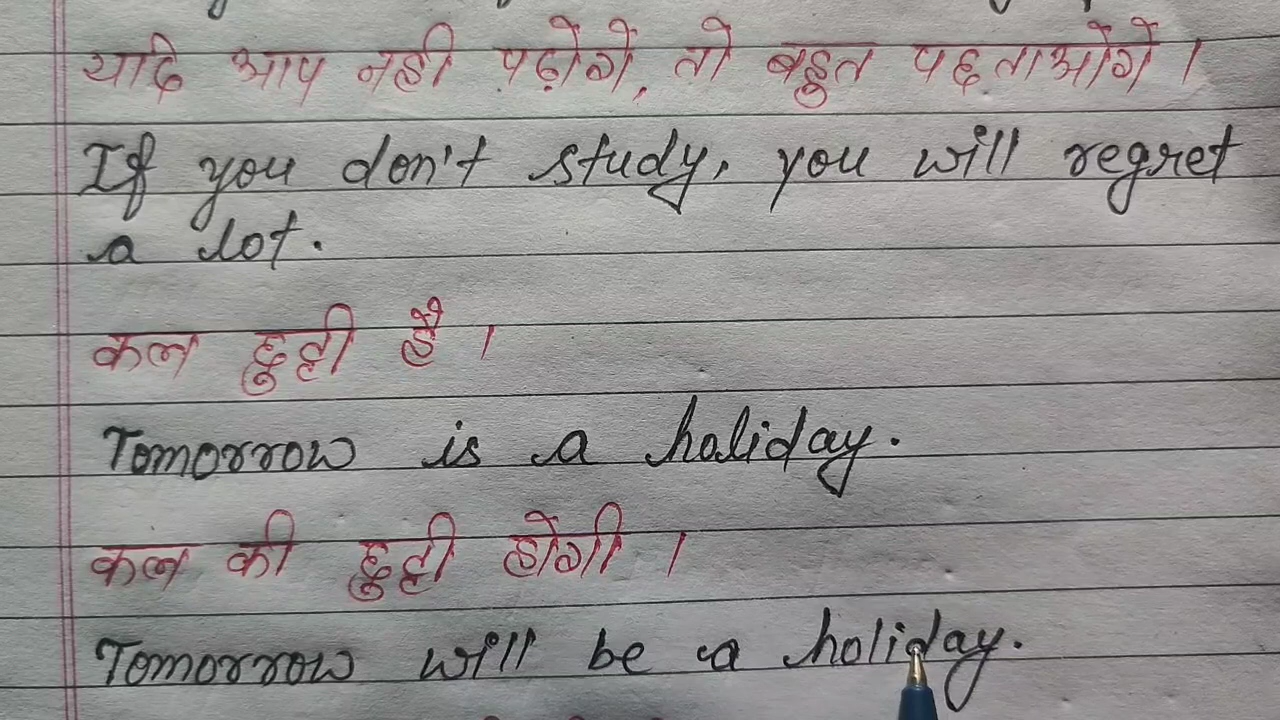 यदि आप नही पढ़ोगें, तो बहुत पछताओगें ।
If you don't study, you will regret
a lot.
कल छुट्टी है ।
Tomorrow is a holiday.
कल की छुट्टी होगी ।
Tomorrow will be a holiday.